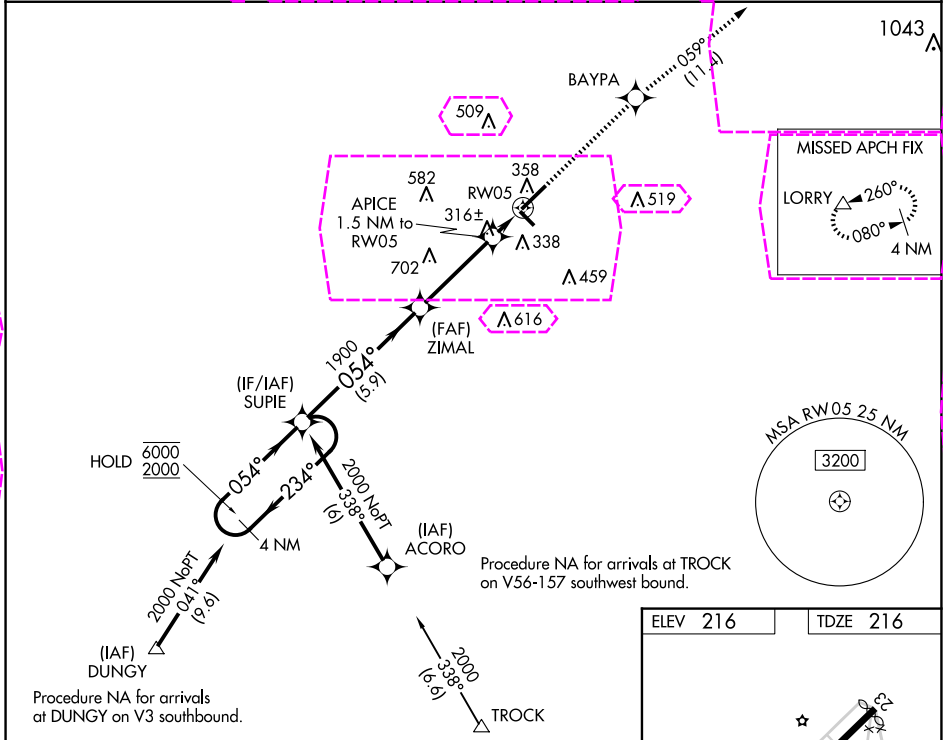 1043
059°
(11.4)
BAYPA
509
MISSED APCH FIX
LORRY
260°
080°
4 NM
582
358
RW05
APICE
1.5 NM to
RW05
316±
519
338
702
459
616
(FAF)
ZIMAL
1900
054°
(5.9)
(IF/IAF)
SUPIE
MSA RW05 25 NM
3200
HOLD
6000
2000
054°
234°
4 NM
2000 NoPT
338°
(6)
(IAF)
ACORO
Procedure NA for arrivals at TROCK
on V56-157 southwest bound.
2000 NoPT
041°
(9.6)
(IAF)
DUNGY
Procedure NA for arrivals
at DUNGY on V3 southbound.
2000
338°
(6.6)
TROCK
ELEV 216
TDZE 216
23